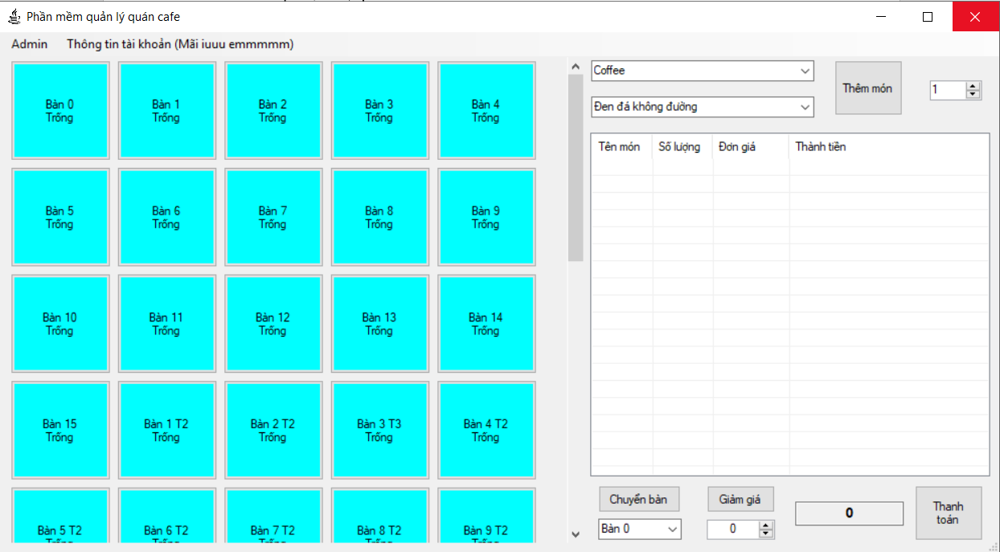 Phần mềm quản lý quán cafe
Admin Thông tin tài khoản (Mãi iuuu emmmmm)
Bàn 0
Trống
Bàn 1
Trống
Bàn 2
Trống
Bàn 3
Trống
Bàn 4
Trống
Bàn 5
Trống
Bàn 6
Trống
Bàn 7
Trống
Bàn 8
Trống
Bàn 9
Trống
Bàn 10
Trống
Bàn 11
Trống
Bàn 12
Trống
Bàn 13
Trống
Bàn 14
Trống
Bàn 15
Trống
Bàn 1 T2
Trống
Bàn 2 T2
Trống
Bàn 3 T3
Trống
Bàn 4 T2
Trống
Bàn 5 T2
Bàn 6 T2
Bàn 7 T2
Bàn 8 T2
Bàn 9 T2
Coffee
Đen đá không đường
Thêm món
1
Tên món Số lượng Đơn giá Thành tiền
Chuyển bàn
Bàn 0
Giảm giá
0
0
Thanh
toán